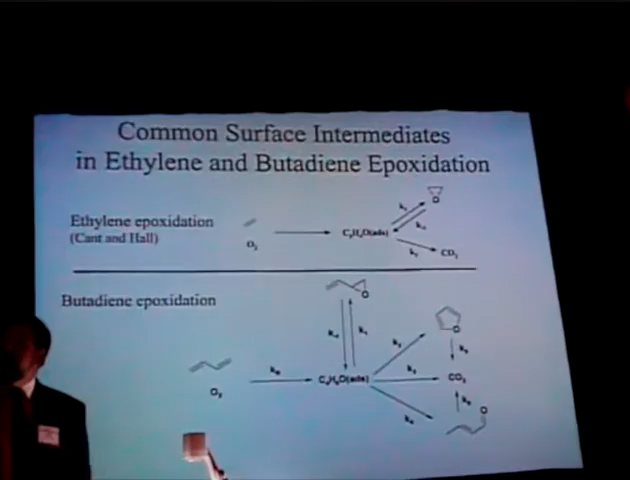 Common Surface Intermediates
in Ethylene and Butadiene Epoxidation
Ethylene epoxidation
(Cant and Hall)
O₂
C₂H₄O(ads)
O
CO₂
Butadiene epoxidation
O
O₂
C₄H₆O(ads)
O
CO₂
O